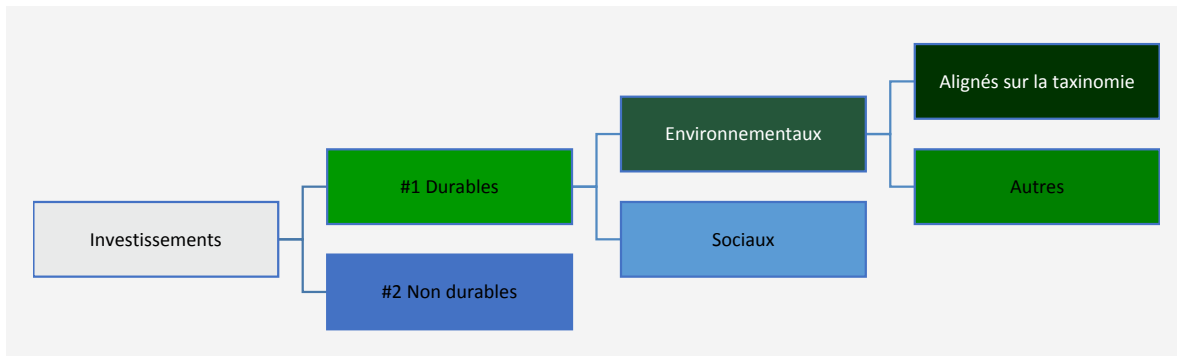 Investissements
#1 Durables
#2 Non durables
Environnementaux
Sociaux
Alignés sur la taxinomie
Autres